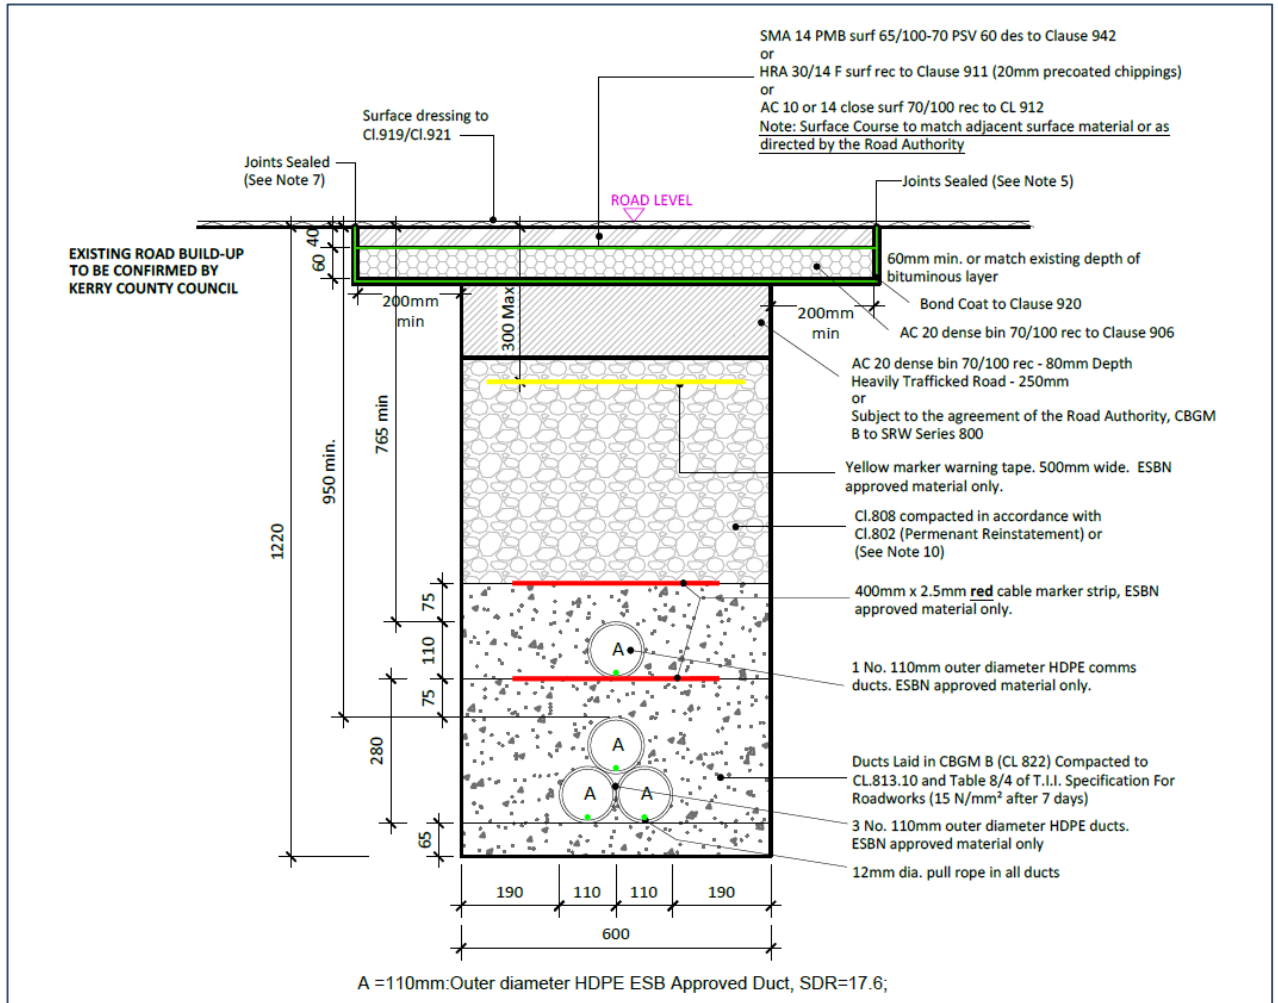 SMA 14 PMB surf 65/100-70 PSV 60 des to Clause 942
or
HRA 30/14 F surf rec to Clause 911 (20mm precoated chippings)
or
AC 10 or 14 close surf 70/100 rec to CL 912
Note: Surface Course to match adjacent surface material or as
directed by the Road Authority
Surface dressing to
Cl.919/Cl.921
Joints Sealed
(See Note 7)
Joints Sealed (See Note 5)
ROAD LEVEL
EXISTING ROAD BUILD-UP
TO BE CONFIRMED BY
KERRY COUNTY COUNCIL
40
60
60mm min. or match existing depth of
bituminous layer
Bond Coat to Clause 920
200mm
min
300 Max
200mm
min
AC 20 dense bin 70/100 rec to Clause 906
AC 20 dense bin 70/100 rec - 80mm Depth
Heavily Trafficked Road - 250mm
or
Subject to the agreement of the Road Authority, CBGM
B to SRW Series 800
765 min
950 min.
1220
Yellow marker warning tape. 500mm wide. ESBN
approved material only.
Cl.808 compacted in accordance with
Cl.802 (Permenant Reinstatement) or
(See Note 10)
75
400mm x 2.5mm red cable marker strip, ESBN
approved material only.
110
A
1 No. 110mm outer diameter HDPE comms
ducts. ESBN approved material only.
75
280
A
A
A
Ducts Laid in CBGM B (CL 822) Compacted to
CL.813.10 and Table 8/4 of T.I.I. Specification For
Roadworks (15 N/mm² after 7 days)
3 No. 110mm outer diameter HDPE ducts.
ESBN approved material only
65
12mm dia. pull rope in all ducts
190
110
110
190
600
A =110mm:Outer diameter HDPE ESB Approved Duct, SDR=17.6;